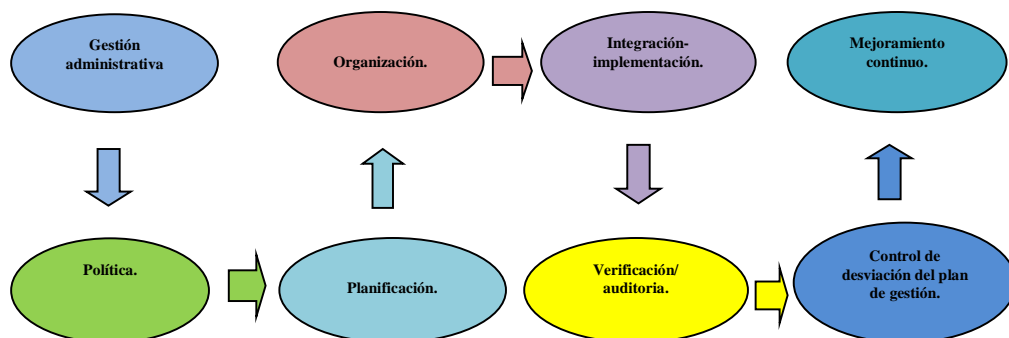 Gestión
administrativa
Política.
Planificación.
Organización.
Integración-
implementación.
Verificación/
auditoria.
Control de
desviación del plan
de gestión.
Mejoramiento
continuo.